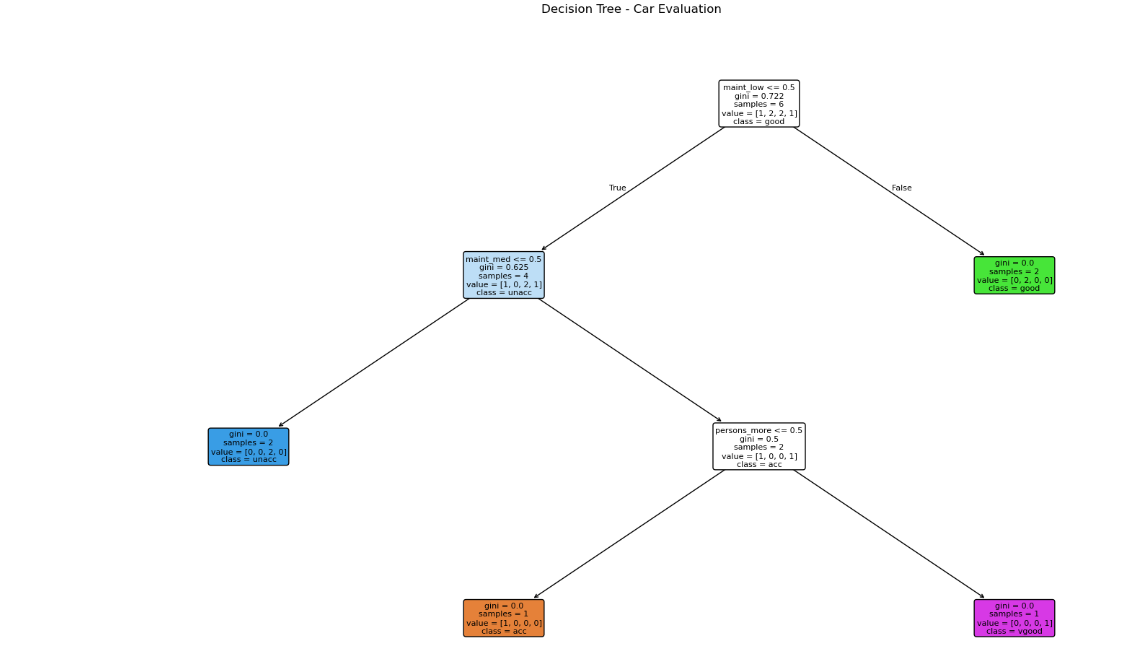 Decision Tree - Car Evaluation
maint_low <= 0.5
gini = 0.722
samples = 6
value = [1, 2, 2, 1]
class = good
True
False
maint_med <= 0.5
gini = 0.625
samples = 4
value = [1, 0, 2, 1]
class = unacc
gini = 0.0
samples = 2
value = [0, 2, 0, 0]
class = good
gini = 0.0
samples = 2
value = [0, 0, 2, 0]
class = unacc
persons_more <= 0.5
gini = 0.5
samples = 2
value = [1, 0, 0, 1]
class = acc
gini = 0.0
samples = 1
value = [1, 0, 0, 0]
class = acc
gini = 0.0
samples = 1
value = [0, 0, 0, 1]
class = vgood